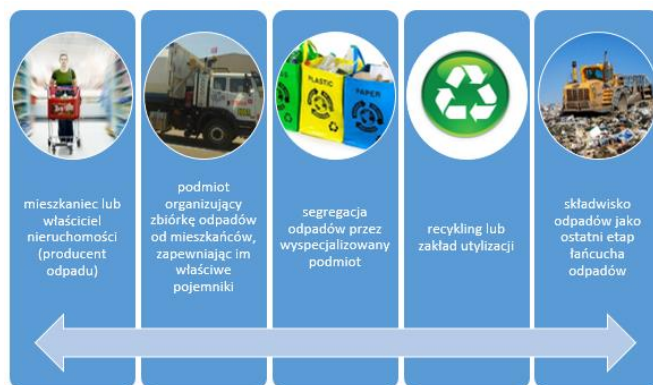 mieszkaniec lub
właściciel
nieruchomości
(producent
odpadu)
podmiot
organizujący
zbiórkę odpadów
od mieszkańców,
zapewniając im
właściwe
pojemniki
PLASTIC
PAPER
segregacja
odpadów przez
wyspecjalizowany
podmiot
recykling lub
zakład utylizacji
składwisko
odpadów jako
ostatni etap
łańcucha
odpadów